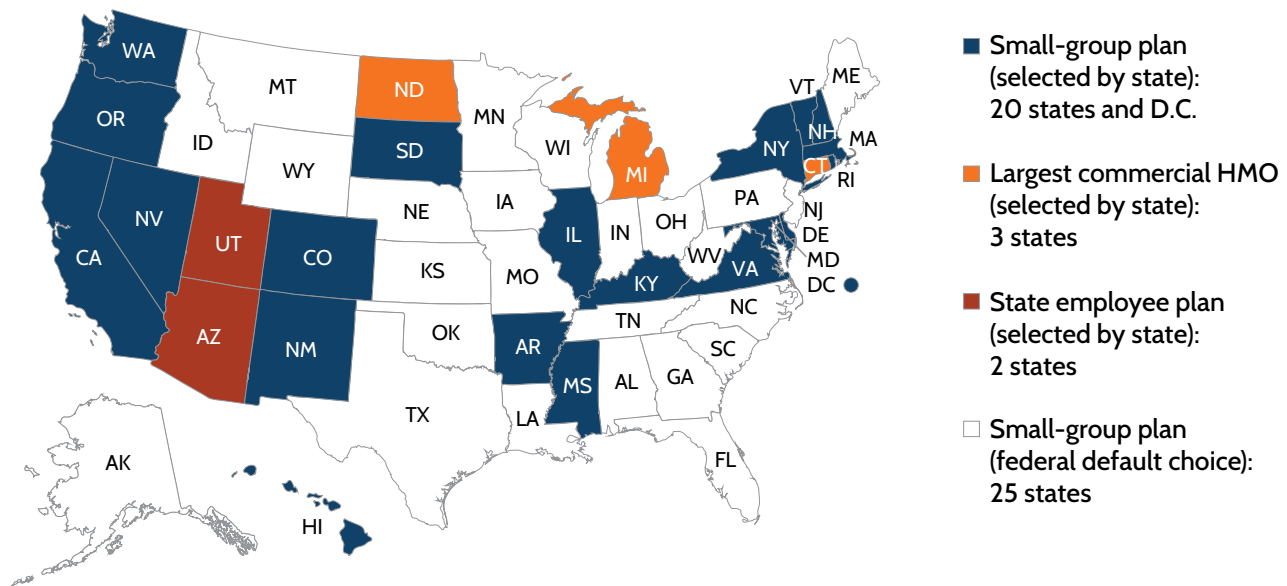 WA
MT
ND
MN
VT
ME
OR
ID
SD
WI
NY
NH
MA
WY
MI
CT
RI
NV
NE
IA
PA
NJ
UT
CO
IL
IN
OH
DE
CA
KS
MO
WV
VA
MD
KY
DC
AZ
NM
OK
AR
TN
NC
SC
MS
AL
GA
TX
LA
FL
AK
HI
Small-group plan
(selected by state):
20 states and D.C.
Largest commercial HMO
(selected by state):
3 states
State employee plan
(selected by state):
2 states
Small-group plan
(federal default choice):
25 states